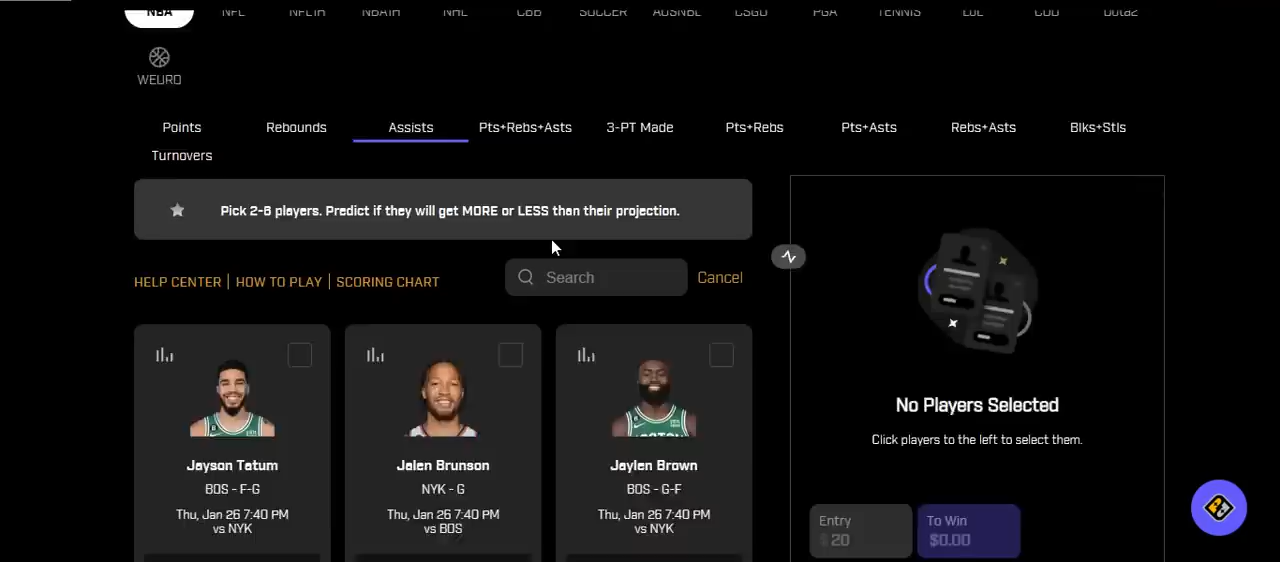 NBA NFL NFL1H NBA1H NHL CBB SOCCER AUSNBL CSGO PGA TENNIS LoL COD Dota2
WEURO
Points Rebounds Assists Pts+Rebs+Asts 3-PT Made Pts+Rebs Pts+Asts Rebs+Asts Blks+Stls
Turnovers
Pick 2-6 players. Predict if they will get MORE or LESS than their projection.
HELP CENTER | HOW TO PLAY | SCORING CHART
Search Cancel
Jayson Tatum
BOS - F-G
Thu, Jan 26 7:40 PM
vs NYK
Jalen Brunson
NYK - G
Thu, Jan 26 7:40 PM
vs BOS
Jaylen Brown
BOS - G-F
Thu, Jan 26 7:40 PM
vs NYK
No Players Selected
Click players to the left to select them.
Entry
$ 20
To Win
$0.00